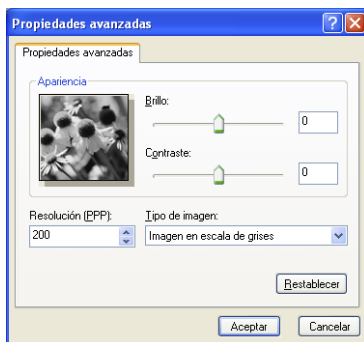 Propiedades avanzadas
Propiedades avanzadas
Apariencia
Brillo:
0
Contraste:
0
Resolución (PPP):
Tipo de imagen:
200
Imagen en escala de grises
Restablecer
Aceptar
Cancelar